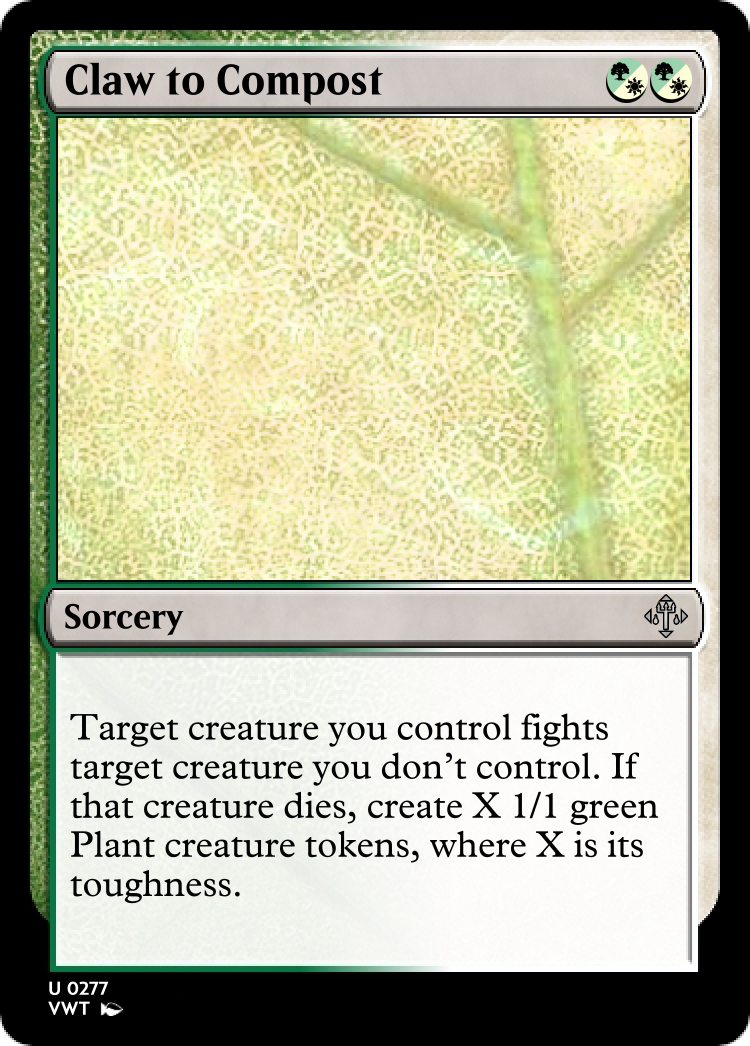 Claw to Compost
Sorcery
Target creature you control fights
target creature you don't control. If
that creature dies, create X 1/1 green
Plant creature tokens, where X is its
toughness.
U 0277
VWT